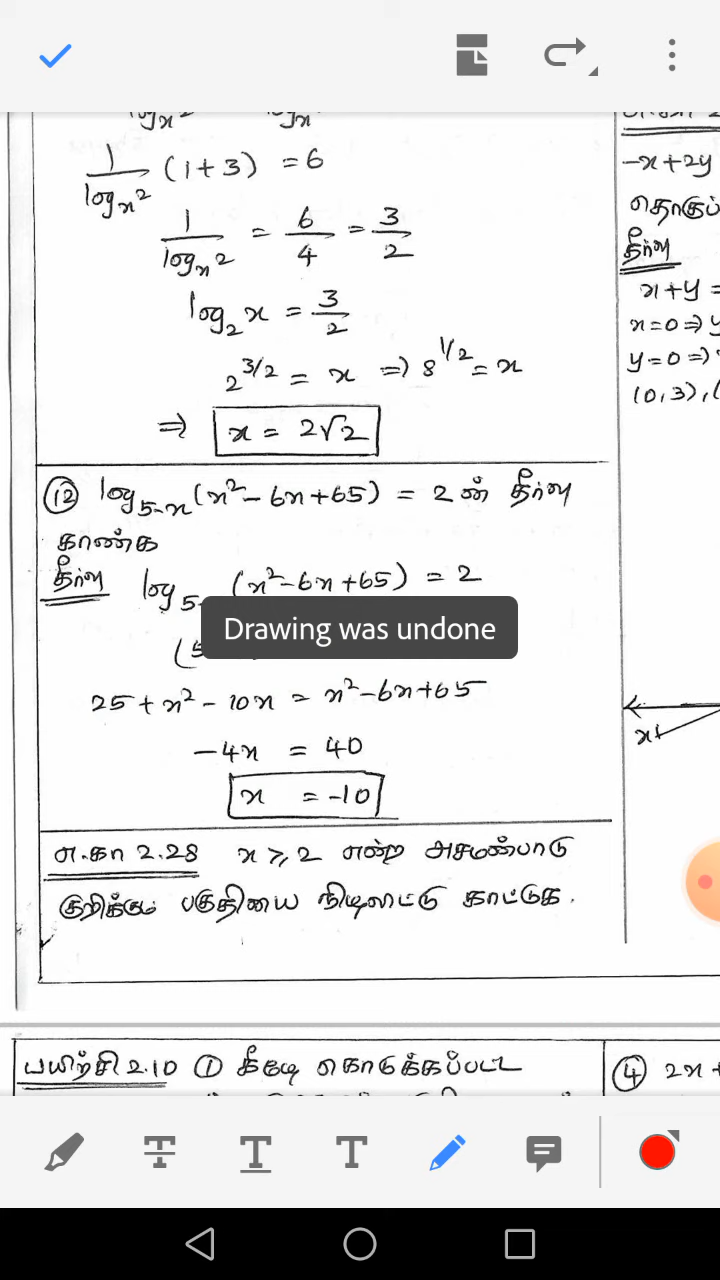 1/log_x 2 (1+3) = 6
1/log_x 2 = 6/4 = 3/2
log_2 x = 3/2
2^{3/2} = x ⇒ 8^{1/2} = x
⇒ x = 2√2
⑫ log_{5-x}(x²-6x+65) = 2 ன் தீர்வு
காண்க
தீர்வு log_5- (x²-6x+65) = 2
Drawing was undone
(5
25 + x² - 10x = x²-6x+65
-4x = 40
x = -10
எ.கா 2.28 x ≥ 2 என்ற அசமன்பாடு
குறிக்கும் பகுதியை நிழலிட்டு காட்டுக.
-x+2y
தொகுப்
தீர்வு
x+y =
x=0 ⇒ y
y=0 ⇒
(0,3), (
x+
பயிற்சி 2.10 ① கீழே கொடுக்கப்பட்ட
④ 2x +
T T T